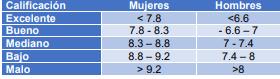 Calificación Mujeres Hombres
Excelente < 7.8 <6.6
Bueno 7.8 - 8.3 - 6.6 – 7
Mediano 8.3 – 8.8 7 - 7.4
Bajo 8.8 – 9.2 7.4 – 8
Malo > 9.2 >8